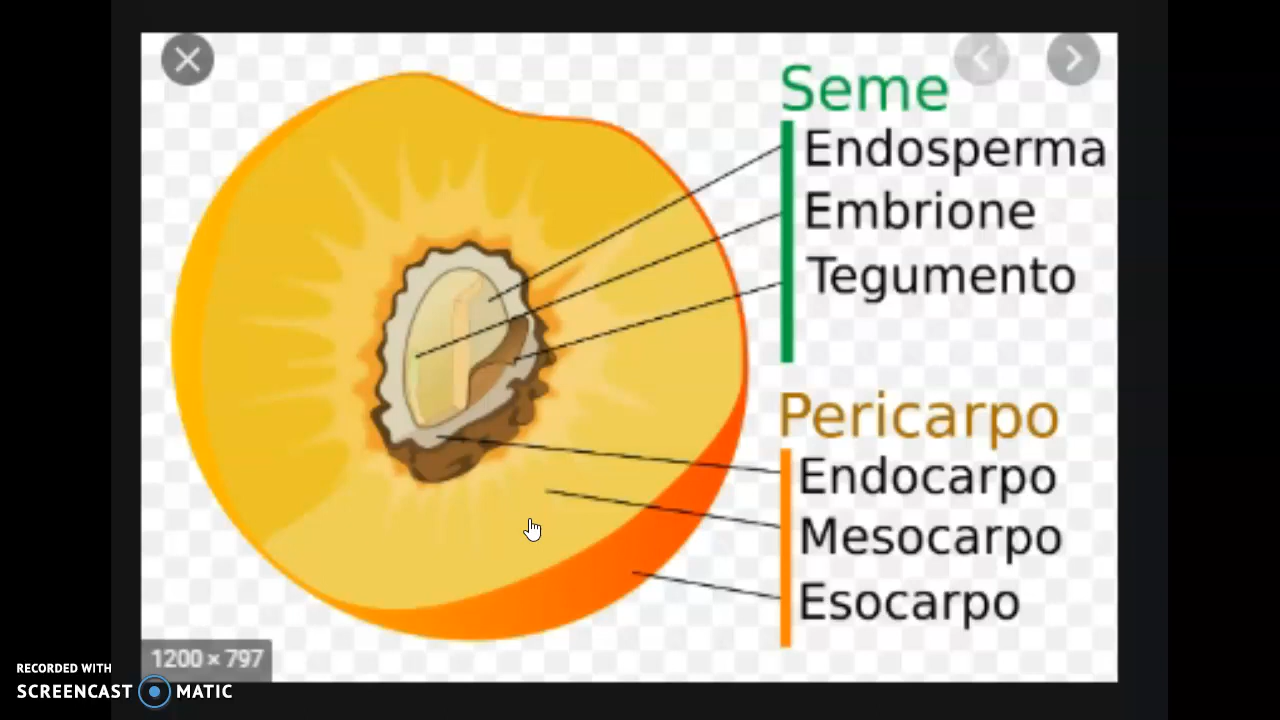 Seme
Endosperma
Embrione
Tegumento
Pericarpo
Endocarpo
Mesocarpo
Esocarpo
1200 × 797
RECORDED WITH
SCREENCAST MATIC